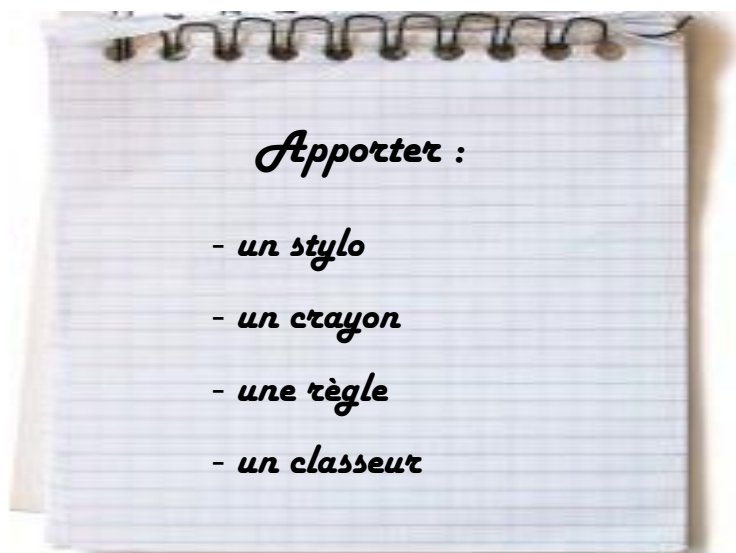 Apporter :
- un stylo
- un crayon
- une règle
- un classeur